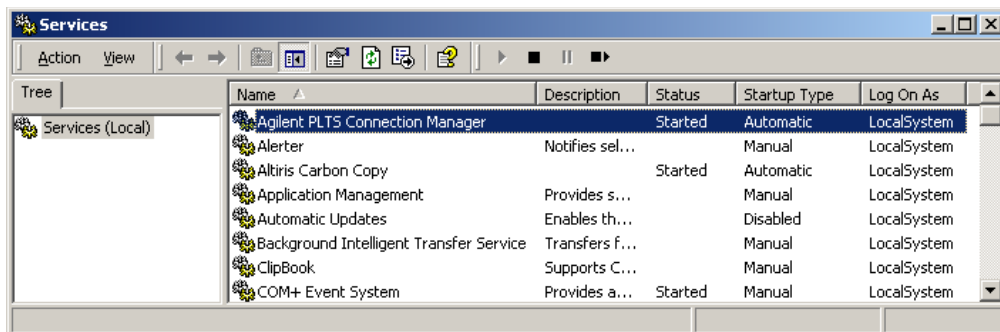 Services
Action View
Tree
Name Description Status Startup Type Log On As
Services (Local)
Agilent PLTS Connection Manager Started Automatic LocalSystem
Alerter Notifies sel... Manual LocalSystem
Altiris Carbon Copy Started Automatic LocalSystem
Application Management Provides s... Manual LocalSystem
Automatic Updates Enables th... Disabled LocalSystem
Background Intelligent Transfer Service Transfers f... Manual LocalSystem
ClipBook Supports C... Manual LocalSystem
COM+ Event System Provides a... Started Manual LocalSystem